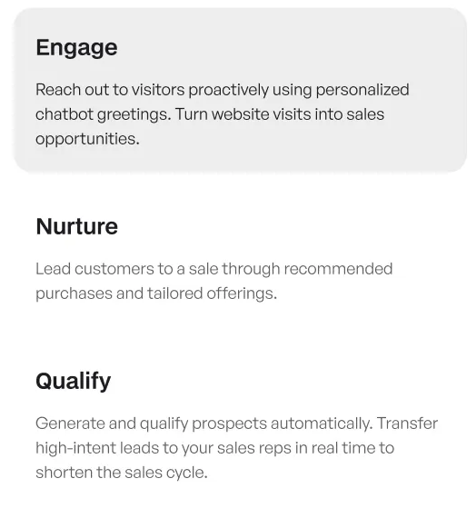 Engage
Reach out to visitors proactively using personalized
chatbot greetings. Turn website visits into sales
opportunities.
Nurture
Lead customers to a sale through recommended
purchases and tailored offerings.
Qualify
Generate and qualify prospects automatically. Transfer
high-intent leads to your sales reps in real time to
shorten the sales cycle.